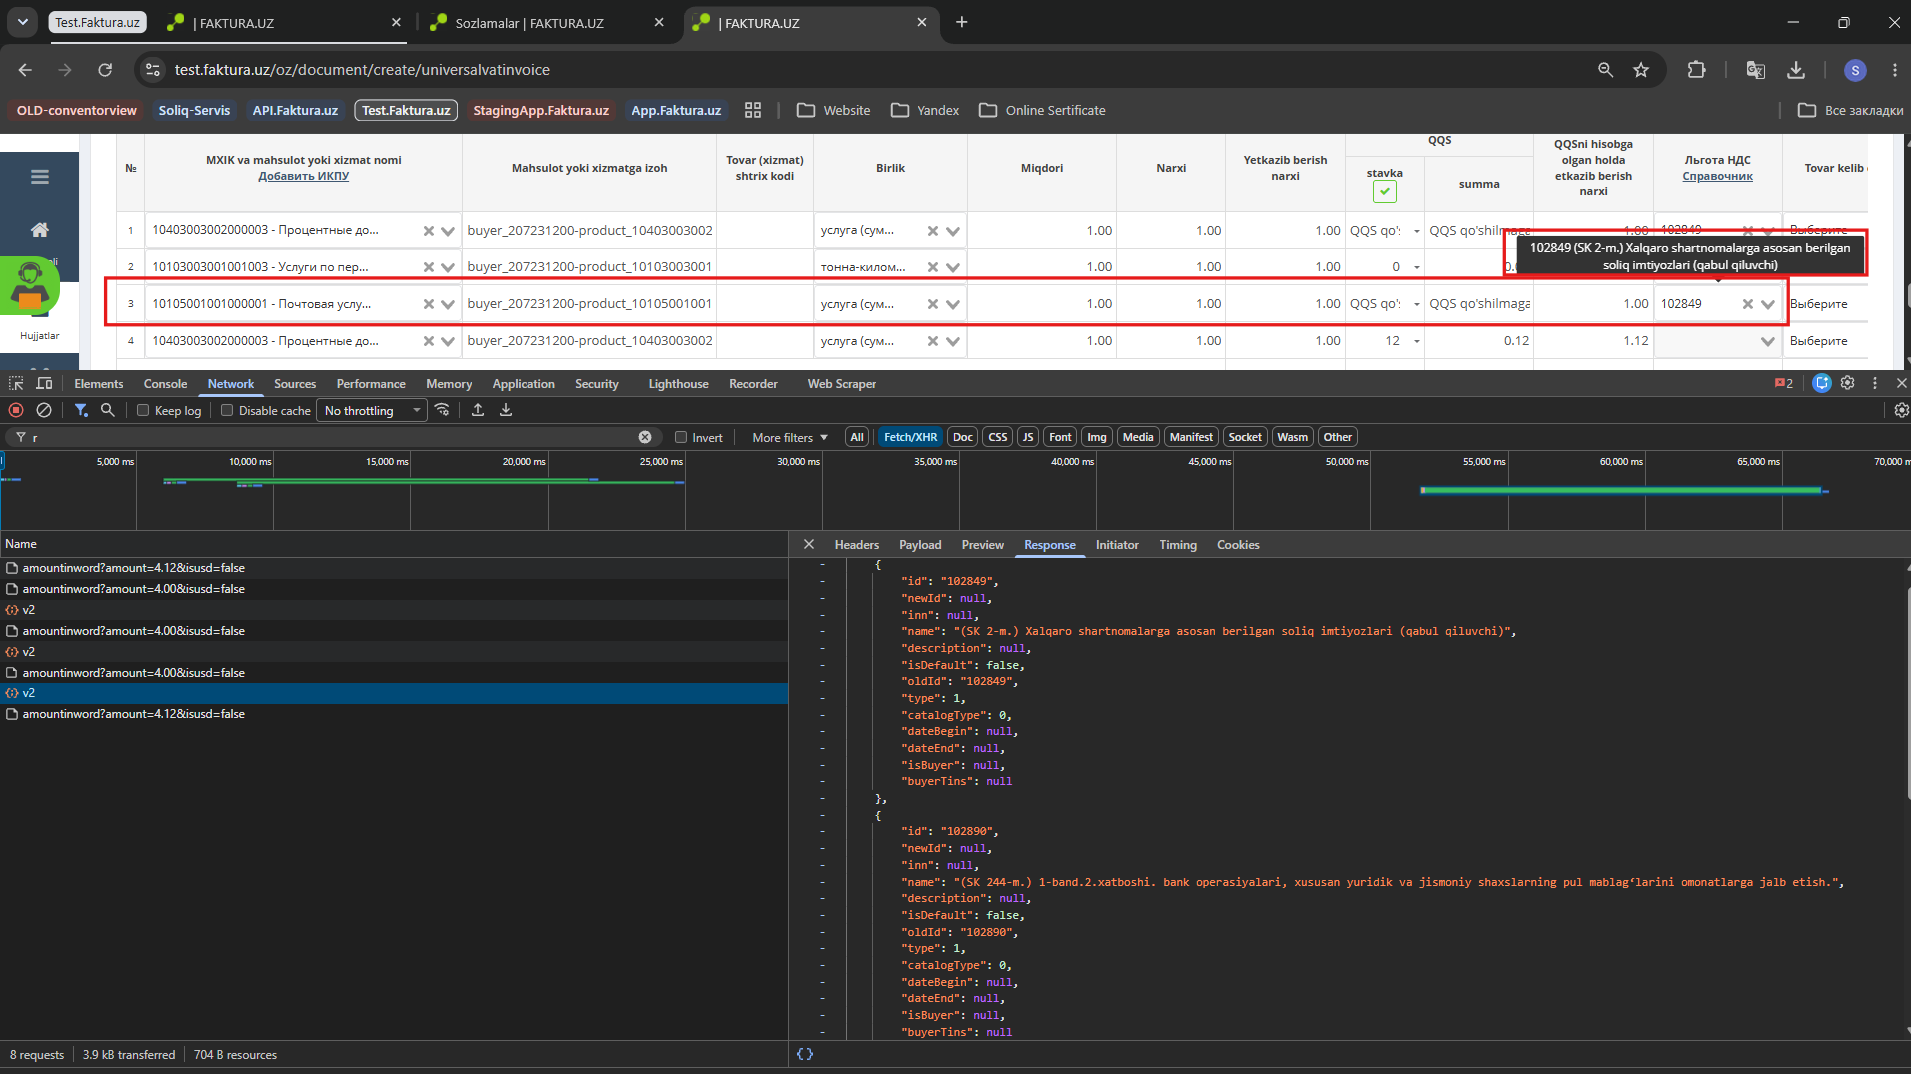 Test.Faktura.uz
| FAKTURA.UZ
Sozlamalar | FAKTURA.UZ
| FAKTURA.UZ
test.faktura.uz/oz/document/create/universalvatinvoice
S
OLD-conventorview
Soliq-Servis
API.Faktura.uz
Test.Faktura.uz
StagingApp.Faktura.uz
App.Faktura.uz
Website
Yandex
Online Sertificate
Все закладки
Hujjatlar
№
MXIK va mahsulot yoki xizmat nomi
Добавить ИКПУ
Mahsulot yoki xizmatga izoh
Tovar (xizmat)
shtrix kodi
Birlik
Miqdori
Narxi
Yetkazib berish
narxi
QQS
stavka
summa
QQSni hisobga
olgan holda
etkazib berish
narxi
Льгота НДС
Справочник
Tovar kelib
1 10403003002000003 - Процентные до... buyer_207231200-product_10403003002 услуга (сум... 1.00 1.00 1.00 QQS qo': QQS qo'shilmaga 1.00 102849 Выберите
102849 (SK 2-m.) Xalqaro shartnomalarga asosan berilgan
soliq imtiyozlari (qabul qiluvchi)
2 10103003001001003 - Услуги по пер... buyer_207231200-product_10103003001 тонна-килом... 1.00 1.00 1.00 0
3 10105001001000001 - Почтовая услу... buyer_207231200-product_10105001001 услуга (сум... 1.00 1.00 1.00 QQS qo': QQS qo'shilmaga 1.00 102849 Выберите
4 10403003002000003 - Процентные до... buyer_207231200-product_10403003002 услуга (сум... 1.00 1.00 1.00 12 0.12 1.12 Выберите
Elements
Console
Network
Sources
Performance
Memory
Application
Security
Lighthouse
Recorder
Web Scraper
2
Keep log
Disable cache
No throttling
r
Invert
More filters
All
Fetch/XHR
Doc
CSS
JS
Font
Img
Media
Manifest
Socket
Wasm
Other
5,000 ms
10,000 ms
15,000 ms
20,000 ms
25,000 ms
30,000 ms
35,000 ms
40,000 ms
45,000 ms
50,000 ms
55,000 ms
60,000 ms
65,000 ms
70,000 m
Name
amountinword?amount=4.12&isusd=false
amountinword?amount=4.00&isusd=false
v2
amountinword?amount=4.00&isusd=false
v2
amountinword?amount=4.00&isusd=false
v2
amountinword?amount=4.12&isusd=false
Headers
Payload
Preview
Response
Initiator
Timing
Cookies
- {
- "id": "102849",
- "newId": null,
- "inn": null,
- "name": "(SK 2-m.) Xalqaro shartnomalarga asosan berilgan soliq imtiyozlari (qabul qiluvchi)",
- "description": null,
- "isDefault": false,
- "oldId": "102849",
- "type": 1,
- "catalogType": 0,
- "dateBegin": null,
- "dateEnd": null,
- "isBuyer": null,
- "buyerTins": null
- },
- {
- "id": "102890",
- "newId": null,
- "inn": null,
- "name": "(SK 244-m.) 1-band.2.xatboshi. bank operasiyalari, xususan yuridik va jismoniy shaxslarning pul mablag‘larini omonatlarga jalb etish.",
- "description": null,
- "isDefault": false,
- "oldId": "102890",
- "type": 1,
- "catalogType": 0,
- "dateBegin": null,
- "dateEnd": null,
- "isBuyer": null,
- "buyerTins": null
8 requests
3.9 kB transferred
704 B resources
{}